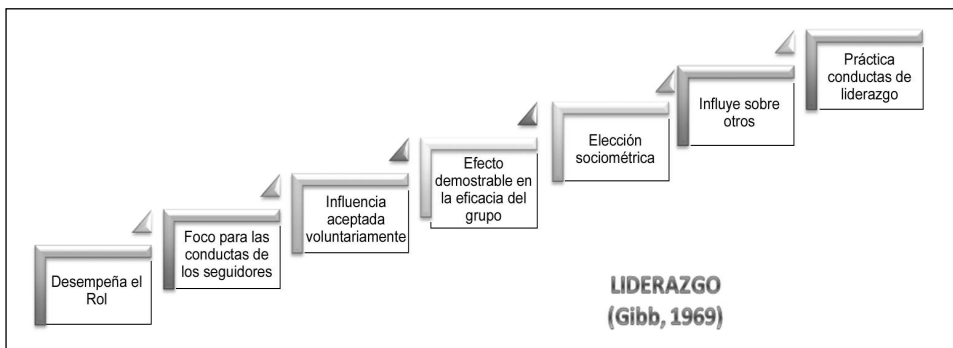 Desempeña el
Rol
Foco para las
conductas de
los seguidores
Influencia
aceptada
voluntariamente
Efecto
demostrable en
la eficacia del
grupo
Elección
sociométrica
Influye sobre
otros
Práctica
conductas de
liderazgo
LIDERAZGO
(Gibb, 1969)